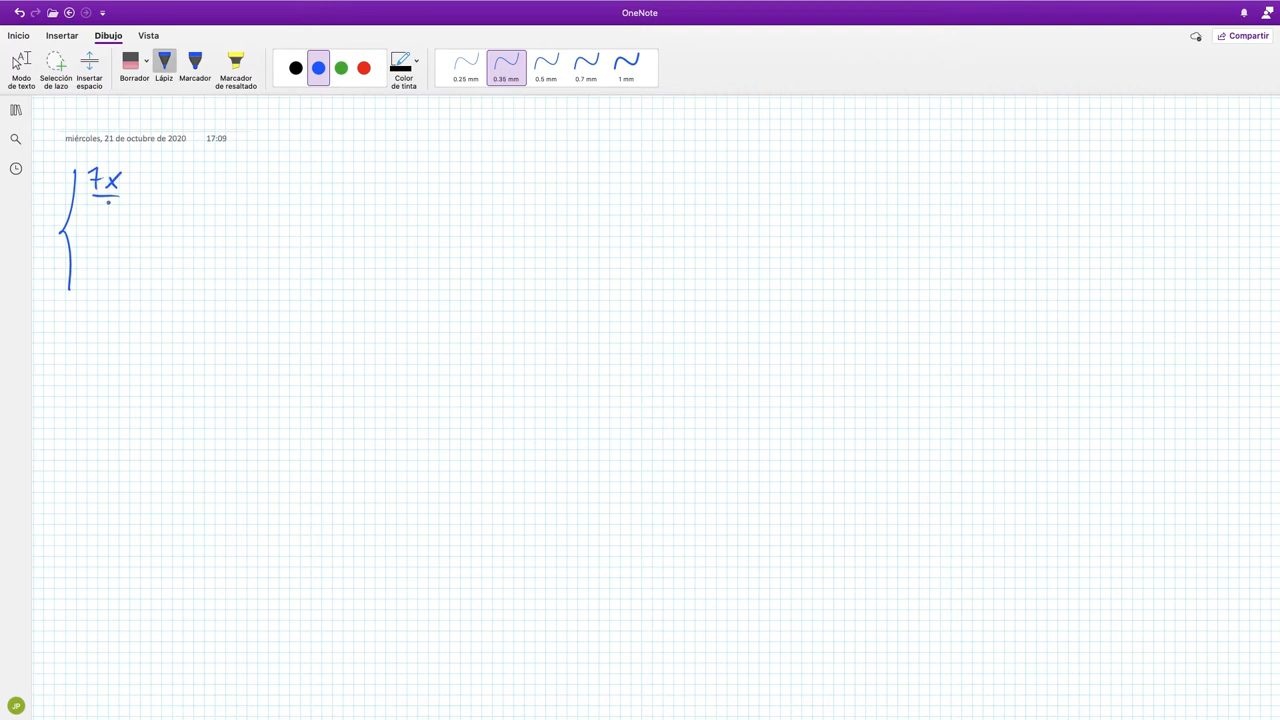 OneNote
Inicio Insertar Dibujo Vista Compartir
Modo de texto Selección de lazo Insertar espacio Borrador Lápiz Marcador Marcador de resaltado Color de tinta 0.25 mm 0.35 mm 0.5 mm 0.7 mm 1 mm
miércoles, 21 de octubre de 2020 17:09
7x
JP